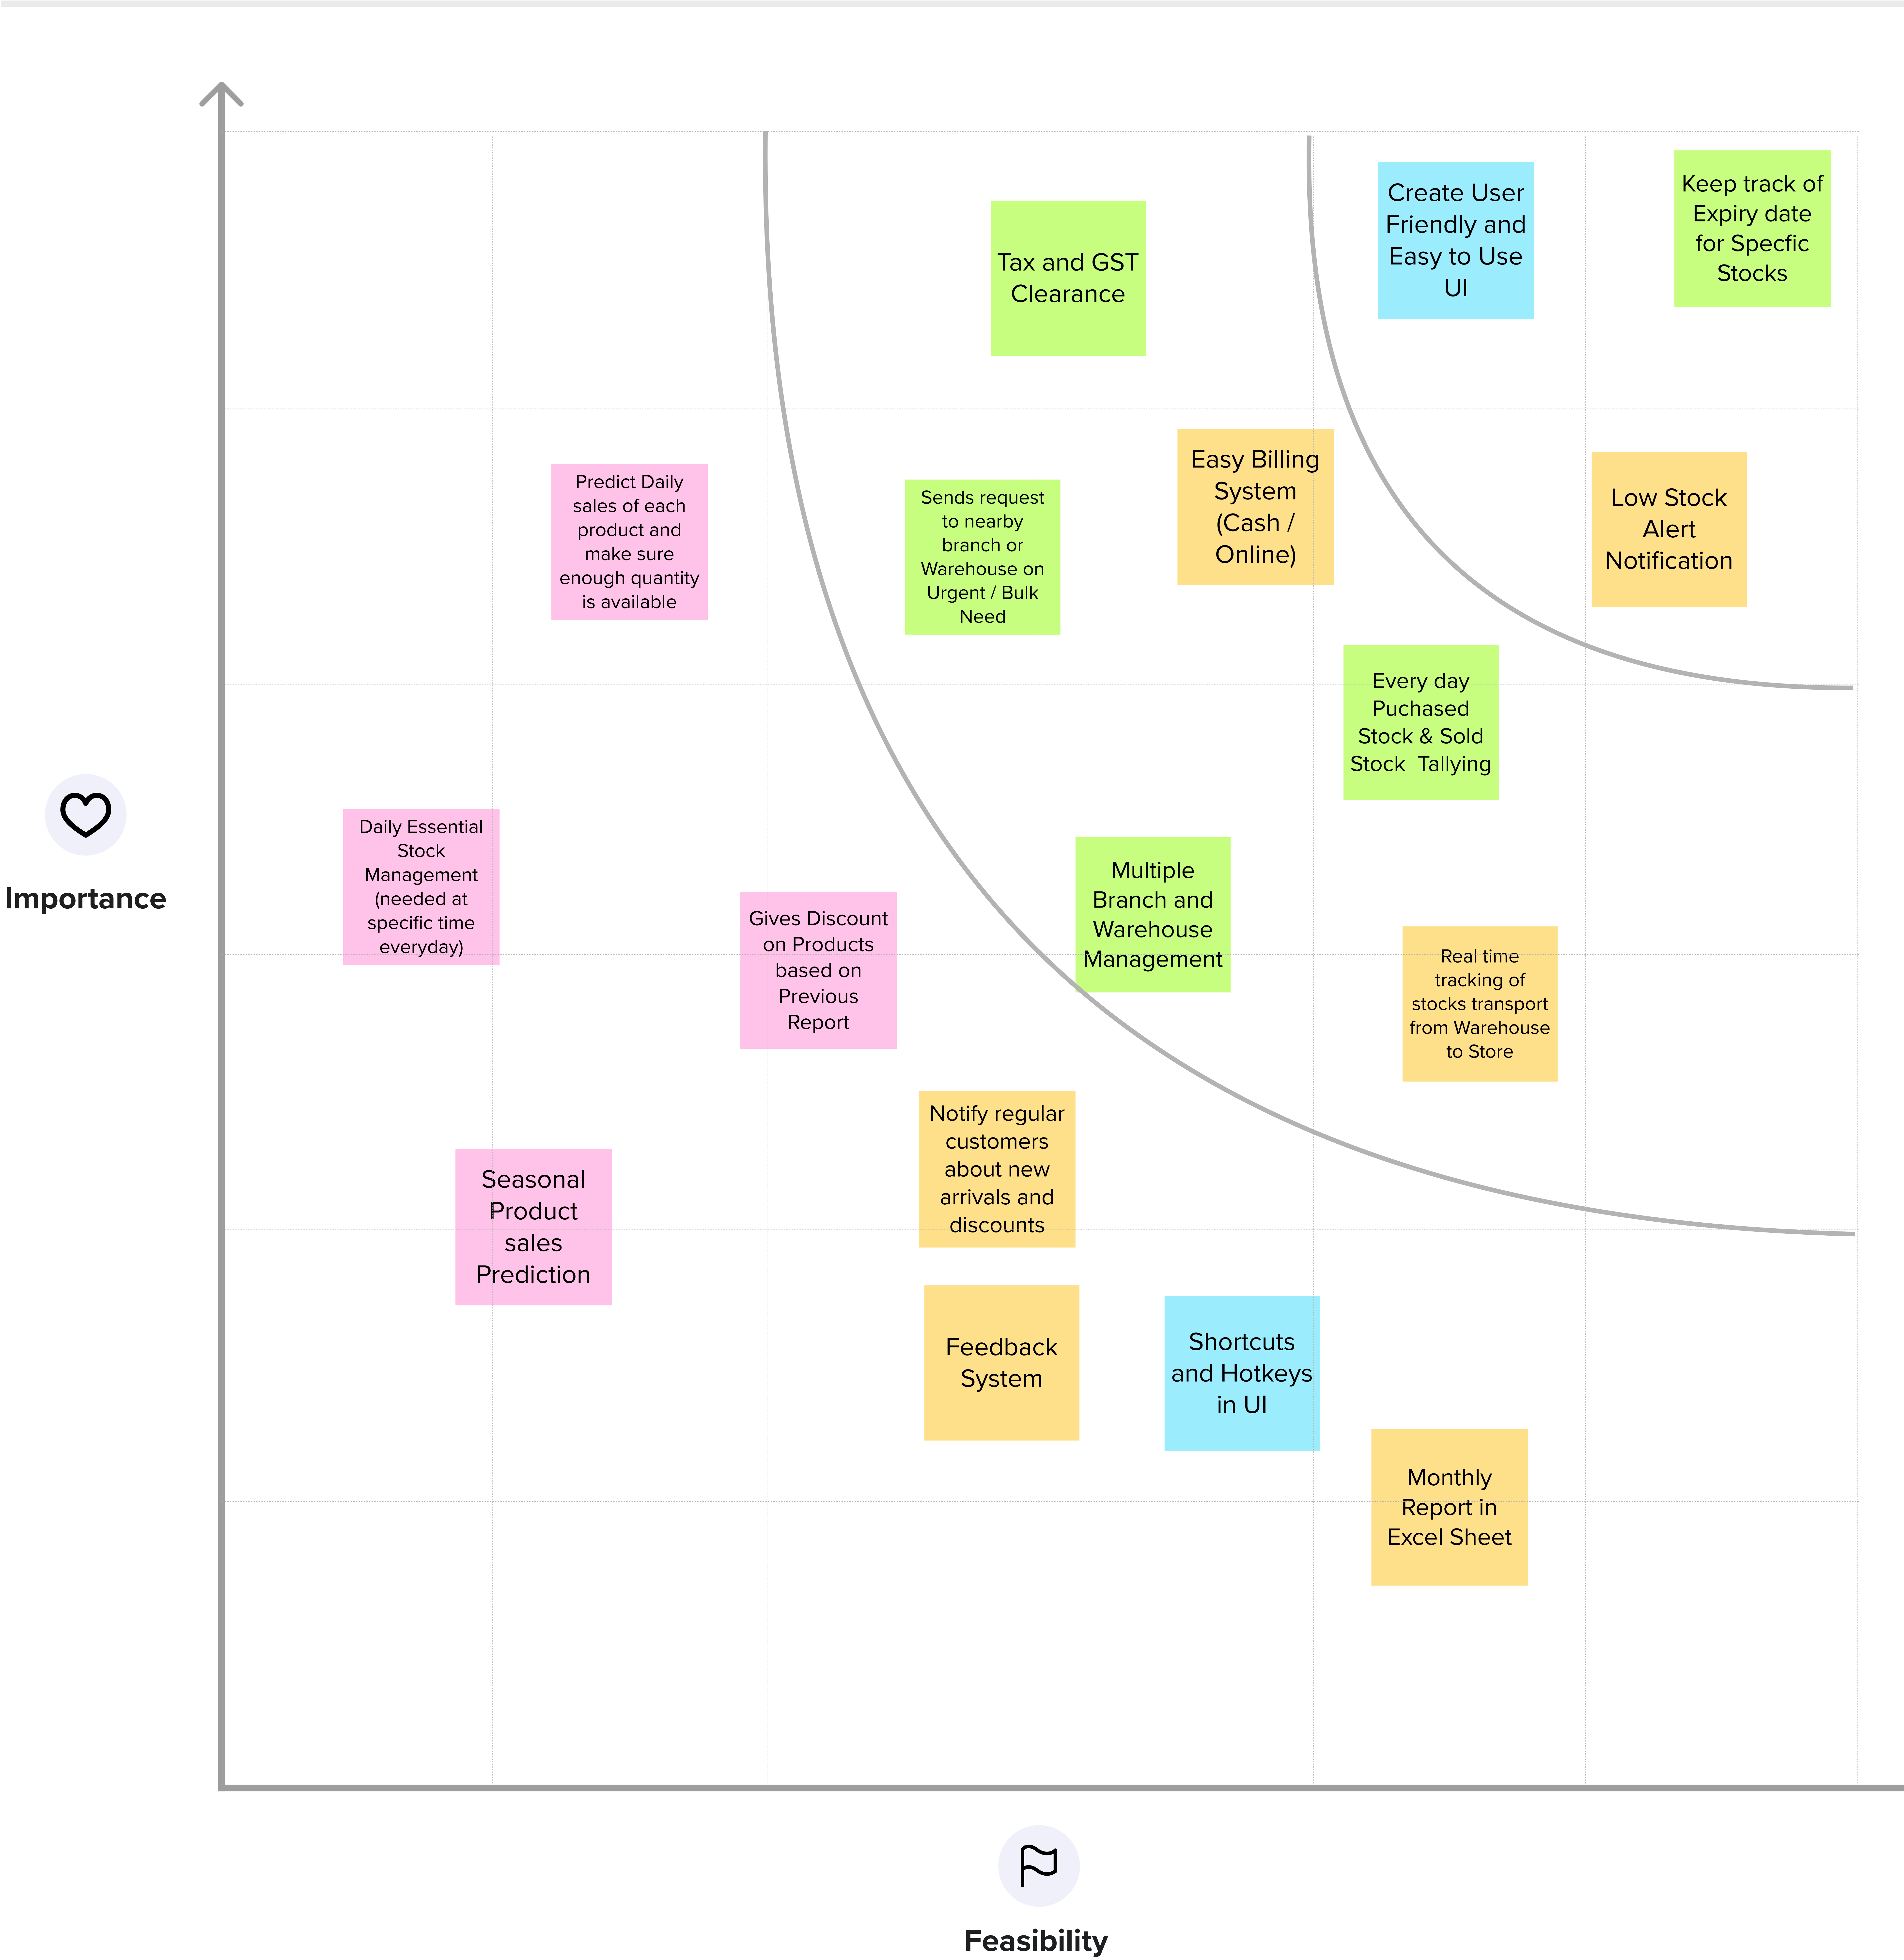 Create User
Friendly and
Easy to Use
UI
Keep track of
Expiry date
for Specfic
Stocks
Tax and GST
Clearance
Easy Billing
System
(Cash /
Online)
Low Stock
Alert
Notification
Predict Daily
sales of each
product and
make sure
enough quantity
is available
Sends request
to nearby
branch or
Warehouse on
Urgent / Bulk
Need
Every day
Puchased
Stock & Sold
Stock  Tallying
Daily Essential
Stock
Management
(needed at
specific time
everyday)
Importance
Gives Discount
on Products
based on
Previous
Report
Multiple
Branch and
Warehouse
Management
Real time
tracking of
stocks transport
from Warehouse
to Store
Notify regular
customers
about new
arrivals and
discounts
Seasonal
Product
sales
Prediction
Feedback
System
Shortcuts
and Hotkeys
in UI
Monthly
Report in
Excel Sheet
Feasibility